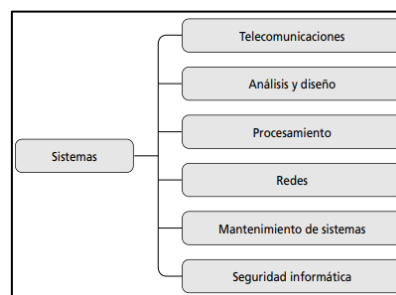 Telecomunicaciones
Análisis y diseño
Procesamiento
Sistemas
Redes
Mantenimiento de sistemas
Seguridad informática